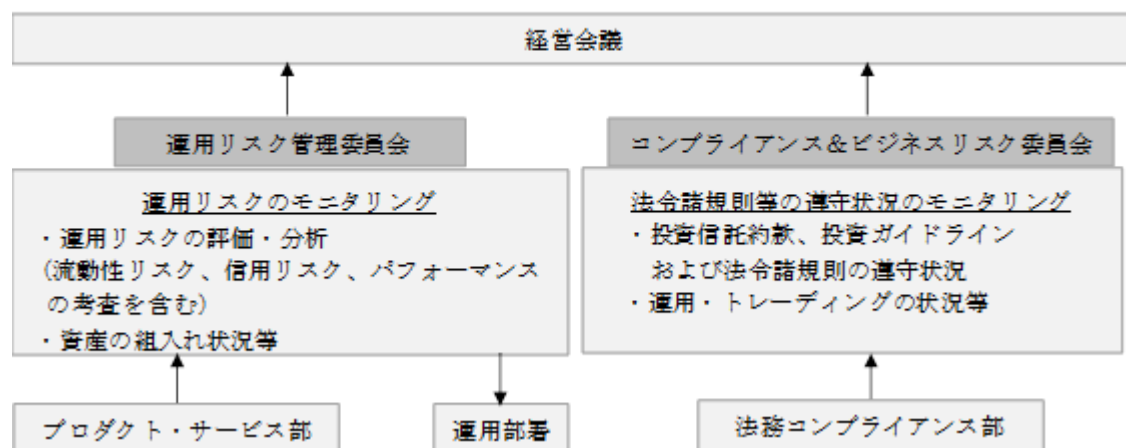 経営会議
運用リスク管理委員会
運用リスクのモニタリング
・運用リスクの評価・分析
(流動性リスク、信用リスク、パフォーマンス
の考査を含む)
・資産の組入れ状況等
プロダクト・サービス部
運用部署
コンプライアンス＆ビジネスリスク委員会
法令諸規則等の遵守状況のモニタリング
・投資信託約款、投資ガイドライン
および法令諸規則の遵守状況
・運用・トレーディングの状況等
法務コンプライアンス部